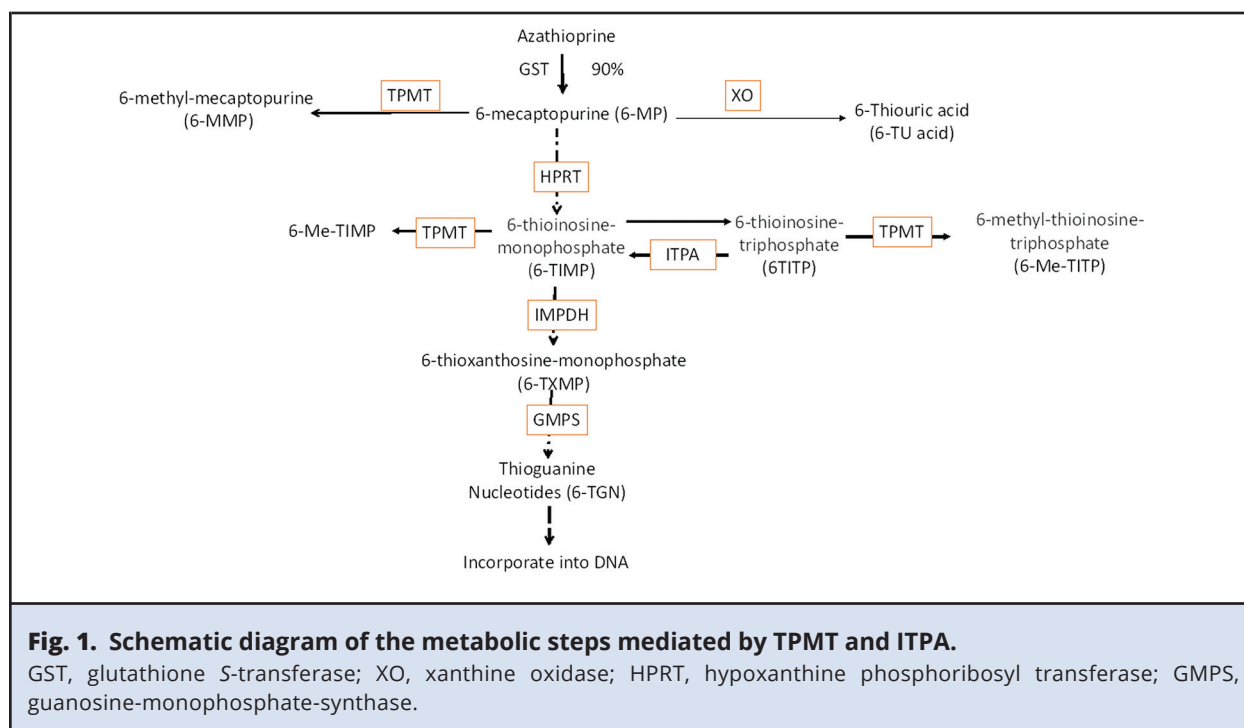 Azathioprine
GST 90%
6-methyl-mecaptopurine
(6-MMP)
TPMT
6-mecaptopurine (6-MP)
XO
6-Thiouric acid
(6-TU acid)
HPRT
6-Me-TIMP
TPMT
6-thioinosine-
monophosphate
(6-TIMP)
ITPA
6-thioinosine-
triphosphate
(6TITP)
TPMT
6-methyl-thioinosine-
triphosphate
(6-Me-TITP)
IMPDH
6-thioxanthosine-monophosphate
(6-TXMP)
GMPS
Thioguanine
Nucleotides (6-TGN)
Incorporate into DNA
Fig. 1. Schematic diagram of the metabolic steps mediated by TPMT and ITPA.
GST, glutathione S-transferase; XO, xanthine oxidase; HPRT, hypoxanthine phosphoribosyl transferase; GMPS,
guanosine-monophosphate-synthase.